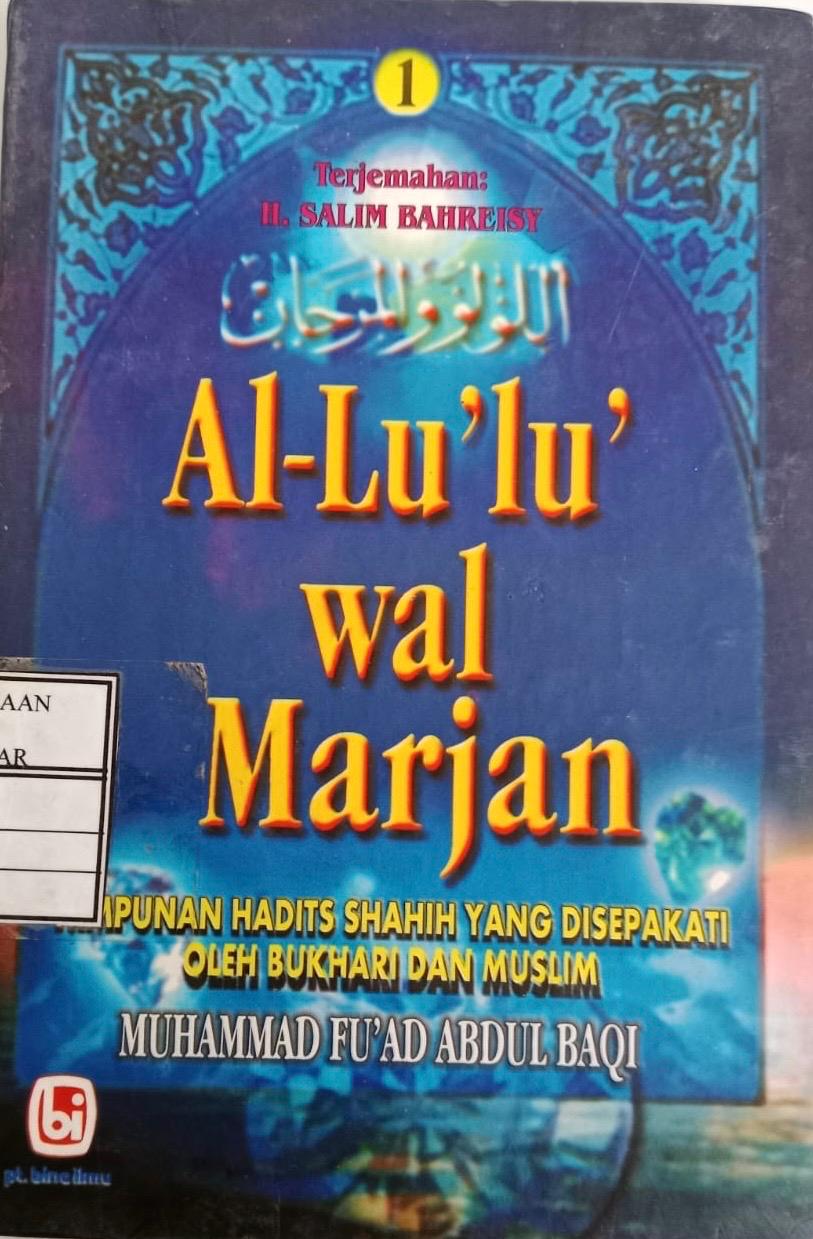 1
Terjemahan:
H. SALIM BAHREISY
اللؤلؤ والمرجان
Al-Lu'lu'
wal
Marjan
AAN
AR
MPUNAN HADITS SHAHIH YANG DISEPAKATI
OLEH BUKHARI DAN MUSLIM
MUHAMMAD FU'AD ABDUL BAQI
bi
pt. bina ilmu